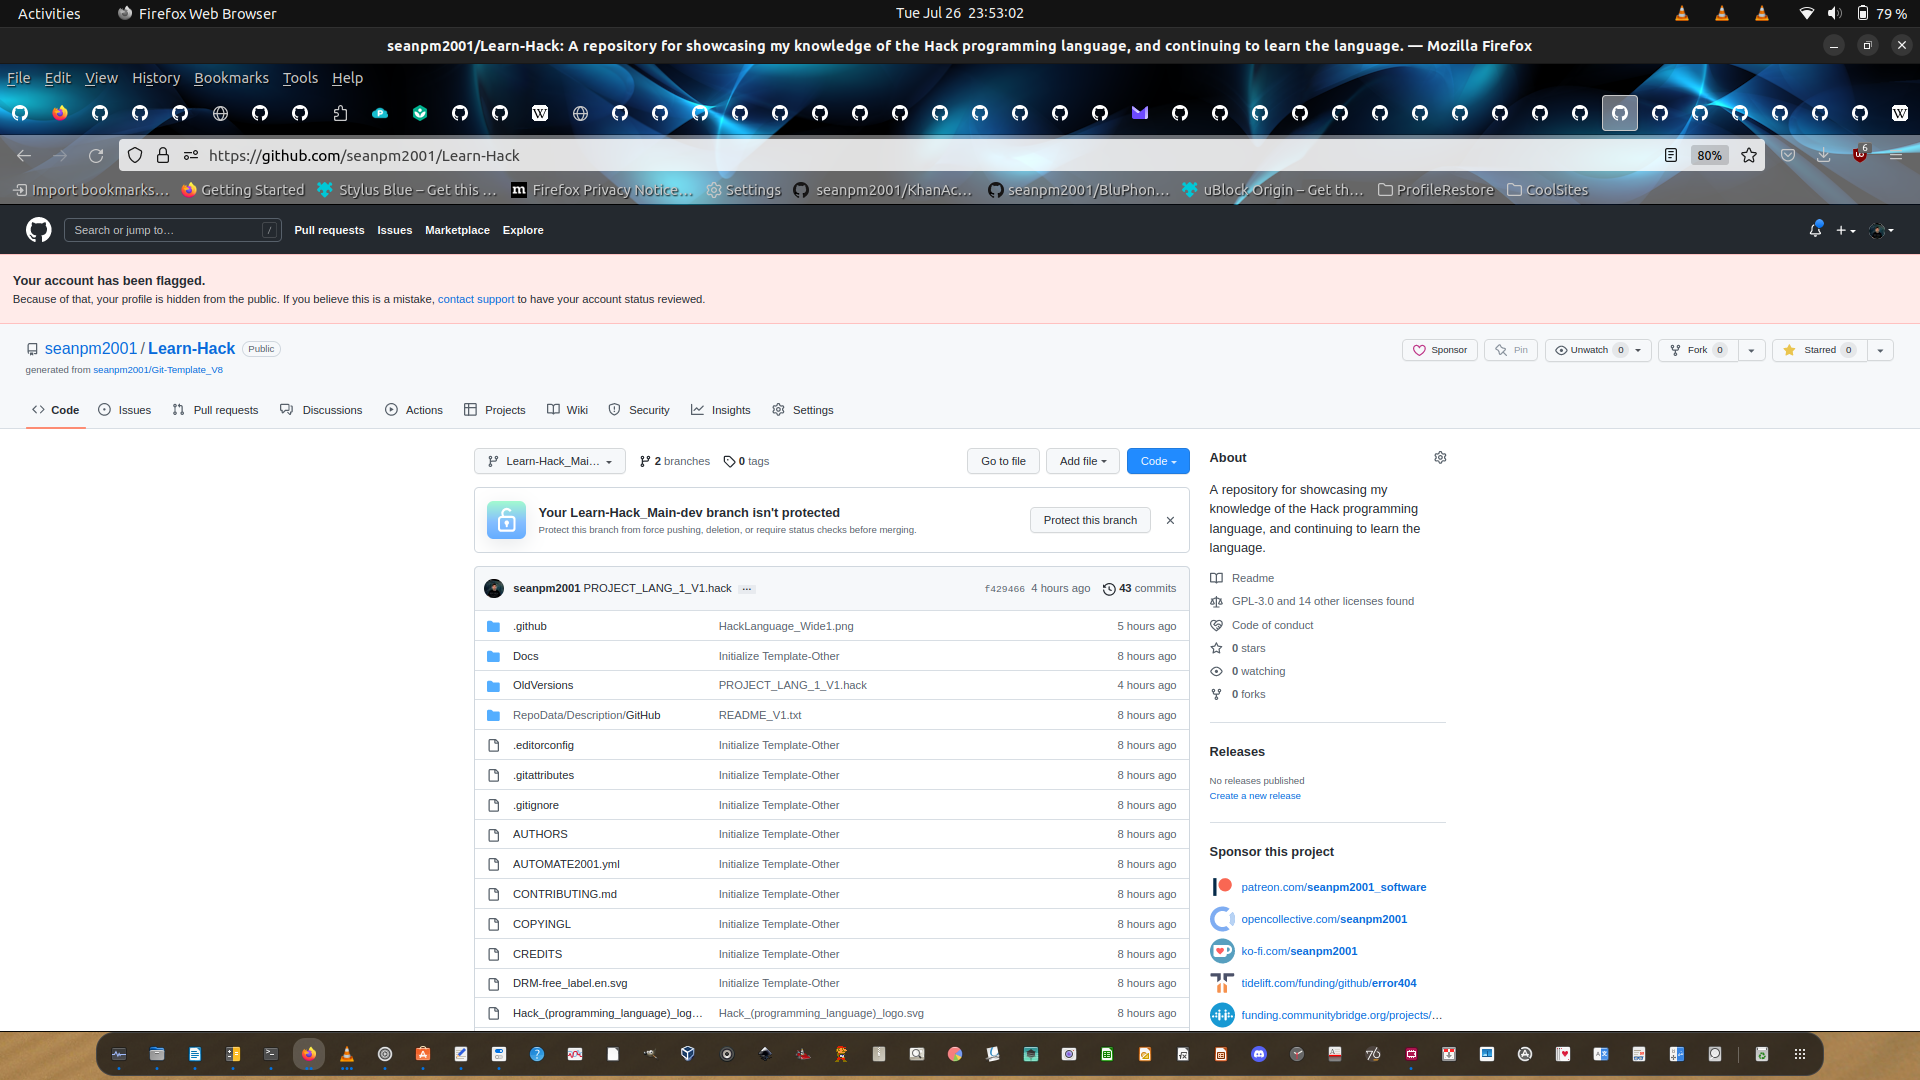 Activities Firefox Web Browser Tue Jul 26 23:53:02 79 %
seanpm2001/Learn-Hack: A repository for showcasing my knowledge of the Hack programming language, and continuing to learn the language. — Mozilla Firefox
File Edit View History Bookmarks Tools Help
https://github.com/seanpm2001/Learn-Hack 80% 6
Import bookmarks... Getting Started Stylus Blue – Get this ... Firefox Privacy Notice... Settings seanpm2001/KhanAc... seanpm2001/BluPhon... uBlock Origin – Get th... ProfileRestore CoolSites
Search or jump to... / Pull requests Issues Marketplace Explore
Your account has been flagged.
Because of that, your profile is hidden from the public. If you believe this is a mistake, contact support to have your account status reviewed.
seanpm2001 / Learn-Hack Public Sponsor Pin Unwatch 0 Fork 0 Starred 0
generated from seanpm2001/Git-Template_V8
Code Issues Pull requests Discussions Actions Projects Wiki Security Insights Settings
Learn-Hack_Mai... 2 branches 0 tags Go to file Add file Code
Your Learn-Hack_Main-dev branch isn't protected
Protect this branch from force pushing, deletion, or require status checks before merging.
Protect this branch
seanpm2001 PROJECT_LANG_1_V1.hack ... f429466 4 hours ago 43 commits
.github HackLanguage_Wide1.png 5 hours ago
Docs Initialize Template-Other 8 hours ago
OldVersions PROJECT_LANG_1_V1.hack 4 hours ago
RepoData/Description/GitHub README_V1.txt 8 hours ago
.editorconfig Initialize Template-Other 8 hours ago
.gitattributes Initialize Template-Other 8 hours ago
.gitignore Initialize Template-Other 8 hours ago
AUTHORS Initialize Template-Other 8 hours ago
AUTOMATE2001.yml Initialize Template-Other 8 hours ago
CONTRIBUTING.md Initialize Template-Other 8 hours ago
COPYINGL Initialize Template-Other 8 hours ago
CREDITS Initialize Template-Other 8 hours ago
DRM-free_label.en.svg Initialize Template-Other 8 hours ago
Hack_(programming_language)_log... Hack_(programming_language)_logo.svg 8 hours ago
About
A repository for showcasing my
knowledge of the Hack programming
language, and continuing to learn the
language.
Readme
GPL-3.0 and 14 other licenses found
Code of conduct
0 stars
0 watching
0 forks
Releases
No releases published
Create a new release
Sponsor this project
patreon.com/seanpm2001_software
opencollective.com/seanpm2001
ko-fi.com/seanpm2001
tidelift.com/funding/github/error404
funding.communitybridge.org/projects/...